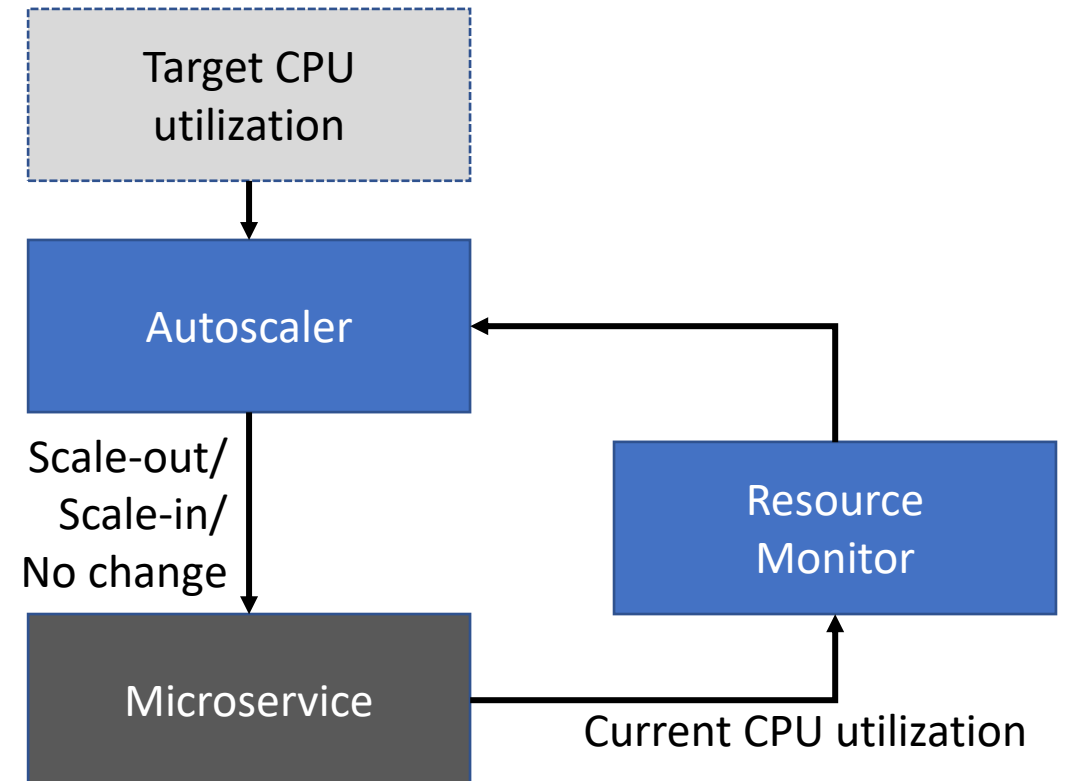 Target CPU
utilization
Autoscaler
Scale-out/
Scale-in/
No change
Resource
Monitor
Microservice
Current CPU utilization